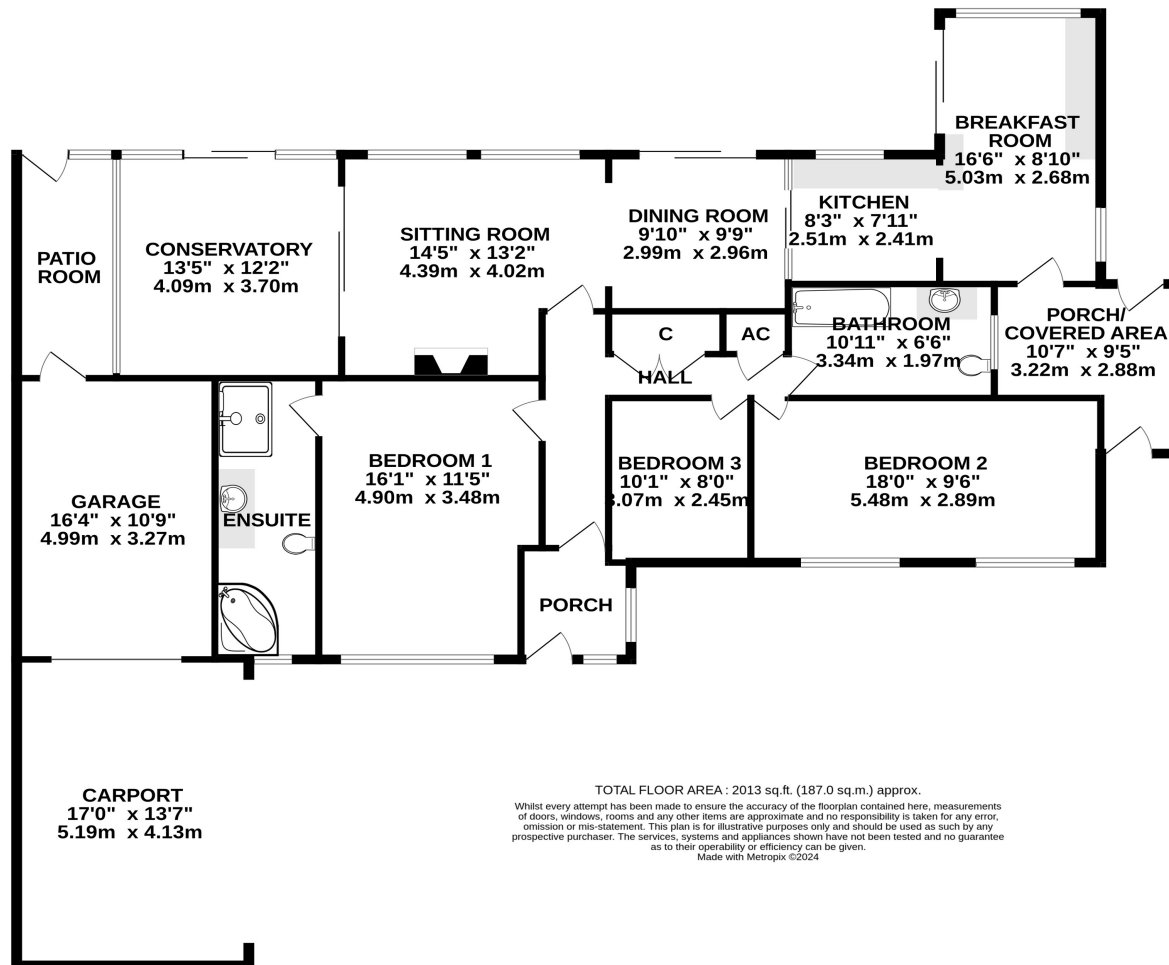 BREAKFAST
ROOM
16'6" x 8'10"
5.03m x 2.68m
KITCHEN
8'3" x 7'11"
2.51m x 2.41m
DINING ROOM
9'10" x 9'9"
2.99m x 2.96m
SITTING ROOM
14'5" x 13'2"
4.39m x 4.02m
CONSERVATORY
13'5" x 12'2"
4.09m x 3.70m
PATIO
ROOM
PORCH/
COVERED AREA
10'7" x 9'5"
3.22m x 2.88m
BATHROOM
10'11" x 6'6"
3.34m x 1.97m
C
AC
HALL
BEDROOM 1
16'1" x 11'5"
4.90m x 3.48m
BEDROOM 3
10'1" x 8'0"
3.07m x 2.45m
BEDROOM 2
18'0" x 9'6"
5.48m x 2.89m
GARAGE
16'4" x 10'9"
4.99m x 3.27m
ENSUITE
PORCH
CARPORT
17'0" x 13'7"
5.19m x 4.13m
TOTAL FLOOR AREA : 2013 sq.ft. (187.0 sq.m.) approx.
Whilst every attempt has been made to ensure the accuracy of the floorplan contained here, measurements
of doors, windows, rooms and any other items are approximate and no responsibility is taken for any error,
omission or mis-statement. This plan is for illustrative purposes only and should be used as such by any
prospective purchaser. The services, systems and appliances shown have not been tested and no guarantee
as to their operability or efficiency can be given.
Made with Metropix ©2024